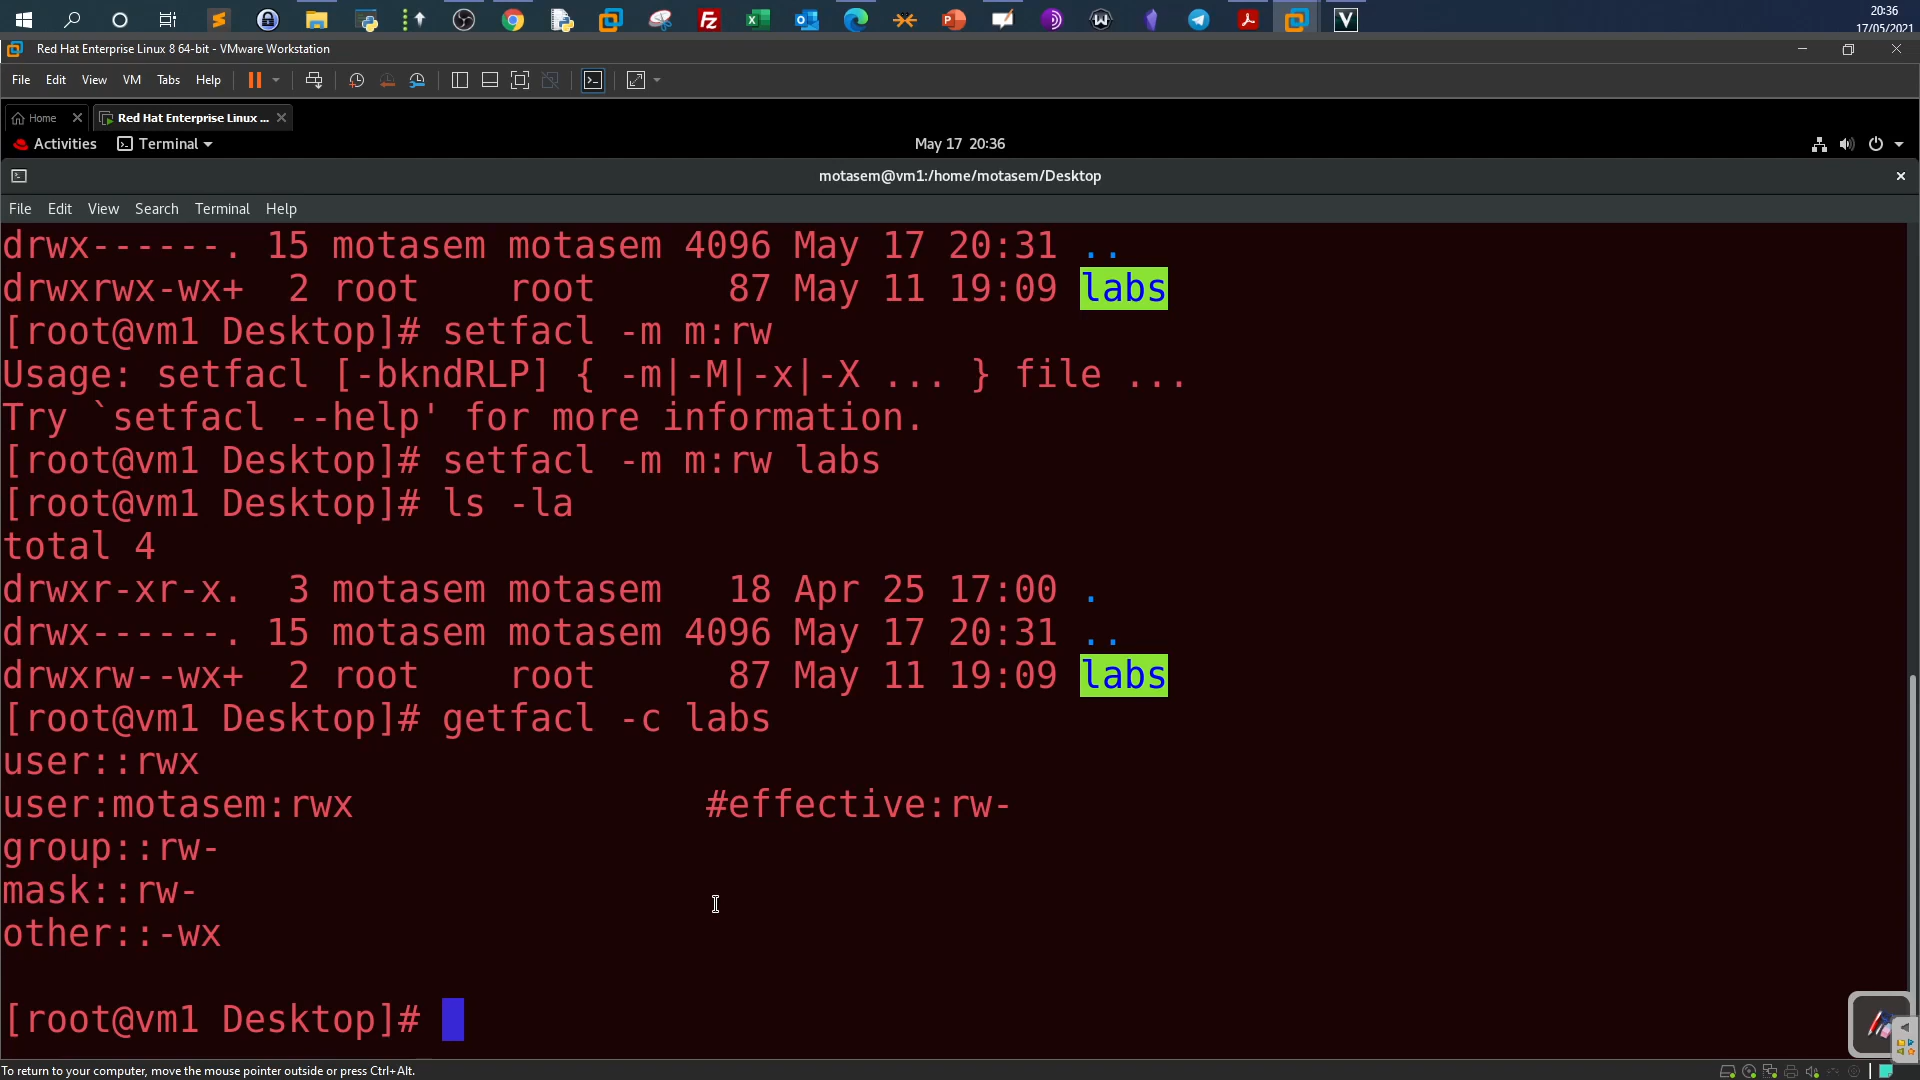 20:36
17/05/2021
Red Hat Enterprise Linux 8 64-bit - VMware Workstation
File Edit View VM Tabs Help
Home Red Hat Enterprise Linux ...
Activities Terminal May 17 20:36
motasem@vm1:/home/motasem/Desktop
File Edit View Search Terminal Help
drwx------. 15 motasem motasem 4096 May 17 20:31 ..
drwxrwx-wx+ 2 root root 87 May 11 19:09 labs
[root@vm1 Desktop]# setfacl -m m:rw
Usage: setfacl [-bkndRLP] { -m|-M|-x|-X ... } file ...
Try `setfacl --help' for more information.
[root@vm1 Desktop]# setfacl -m m:rw labs
[root@vm1 Desktop]# ls -la
total 4
drwxr-xr-x. 3 motasem motasem 18 Apr 25 17:00 .
drwx------. 15 motasem motasem 4096 May 17 20:31 ..
drwxrw--wx+ 2 root root 87 May 11 19:09 labs
[root@vm1 Desktop]# getfacl -c labs
user::rwx
user:motasem:rwx #effective:rw-
group::rw-
mask::rw-
other::-wx
[root@vm1 Desktop]#
To return to your computer, move the mouse pointer outside or press Ctrl+Alt.